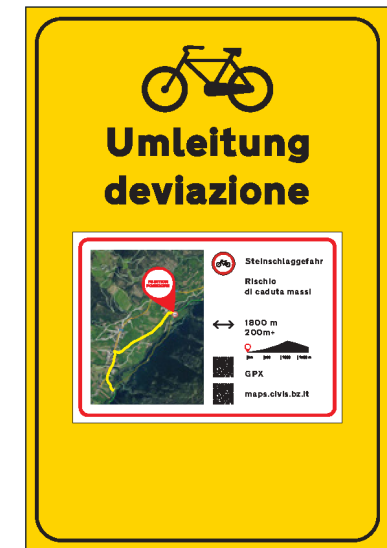 Umleitung
deviazione
Steinschlaggefahr
Rischio
di caduta massi
1800 m
200m+
GPX
maps.civis.bz.it